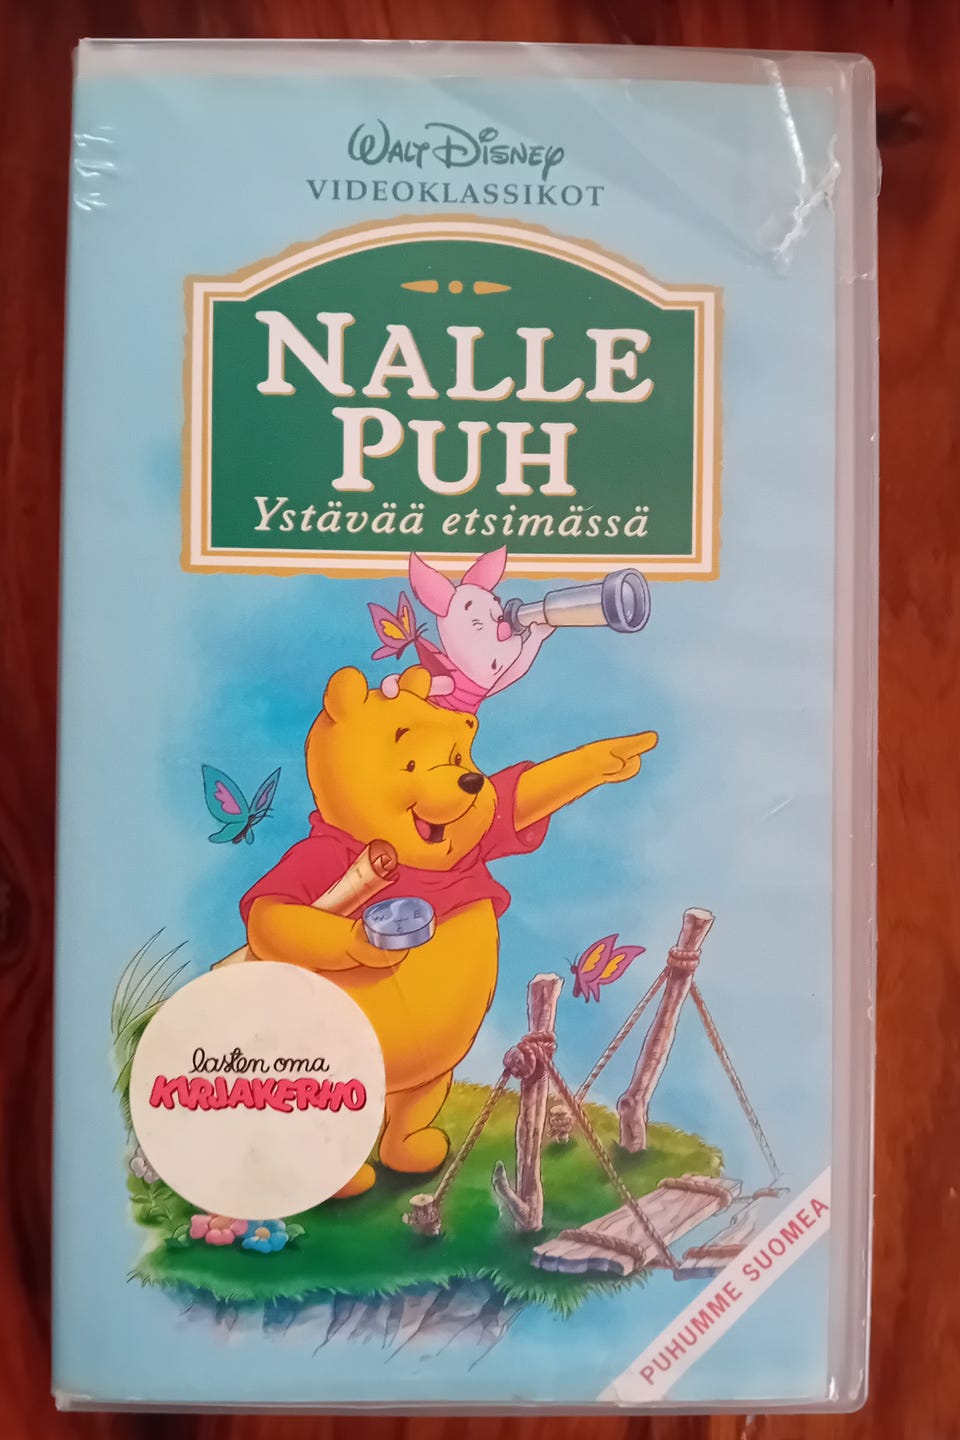 WALT DISNEY
VIDEOKLASSIKOT
NALLE
PUH
Ystävää etsimässä
W E
lasten oma
KIRJAKERHO
PUHUMME SUOMEA